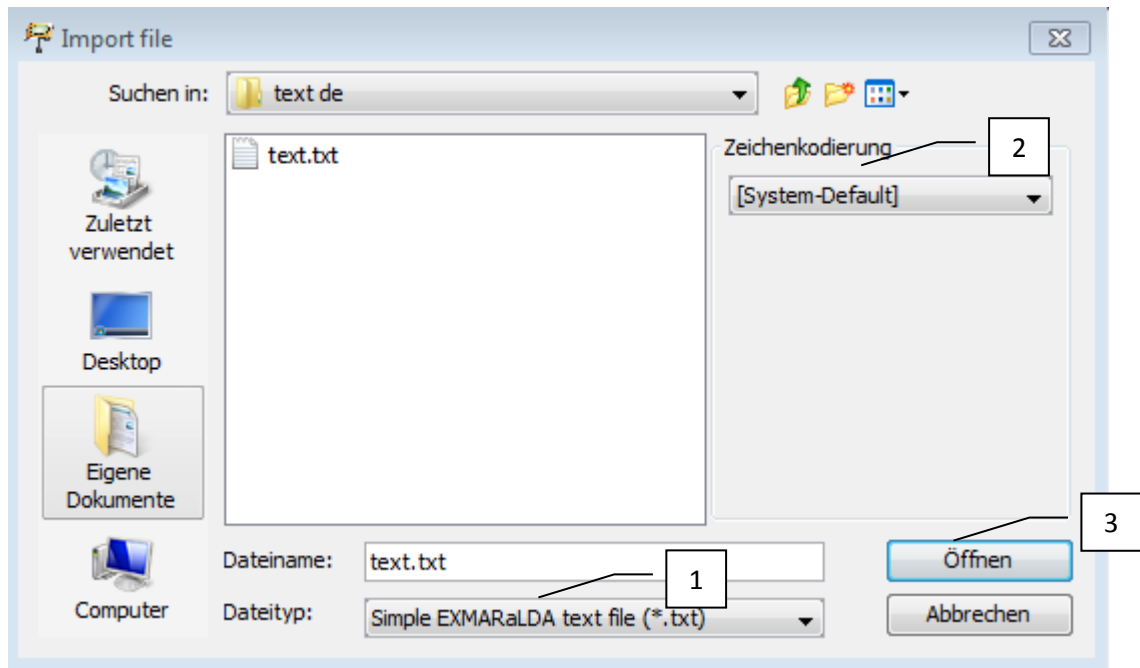 Import file
Suchen in:
text de
text.txt
Zeichenkodierung
2
[System-Default]
Zuletzt
verwendet
Desktop
Eigene
Dokumente
Computer
3
Dateiname:
text.txt
Öffnen
1
Dateityp:
Simple EXMARaLDA text file (*.txt)
Abbrechen